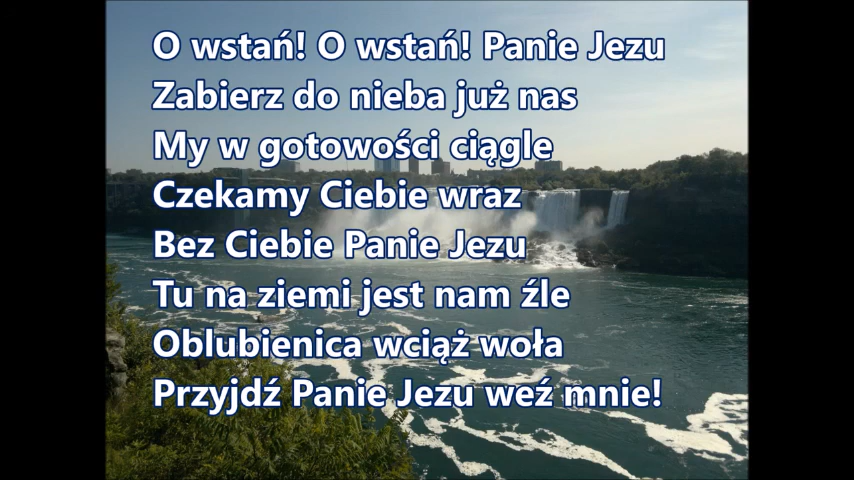 O wstań! O wstań! Panie Jezu
Zabierz do nieba już nas
My w gotowości ciągle
Czekamy Ciebie wraz
Bez Ciebie Panie Jezu
Tu na ziemi jest nam źle
Oblubienica wciąż woła
Przyjdź Panie Jezu weź mnie!